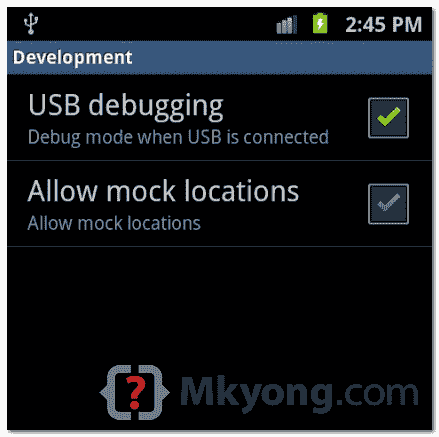 2:45 PM
Development
USB debugging
Debug mode when USB is connected
Allow mock locations
Allow mock locations
{?} Mkyong.com